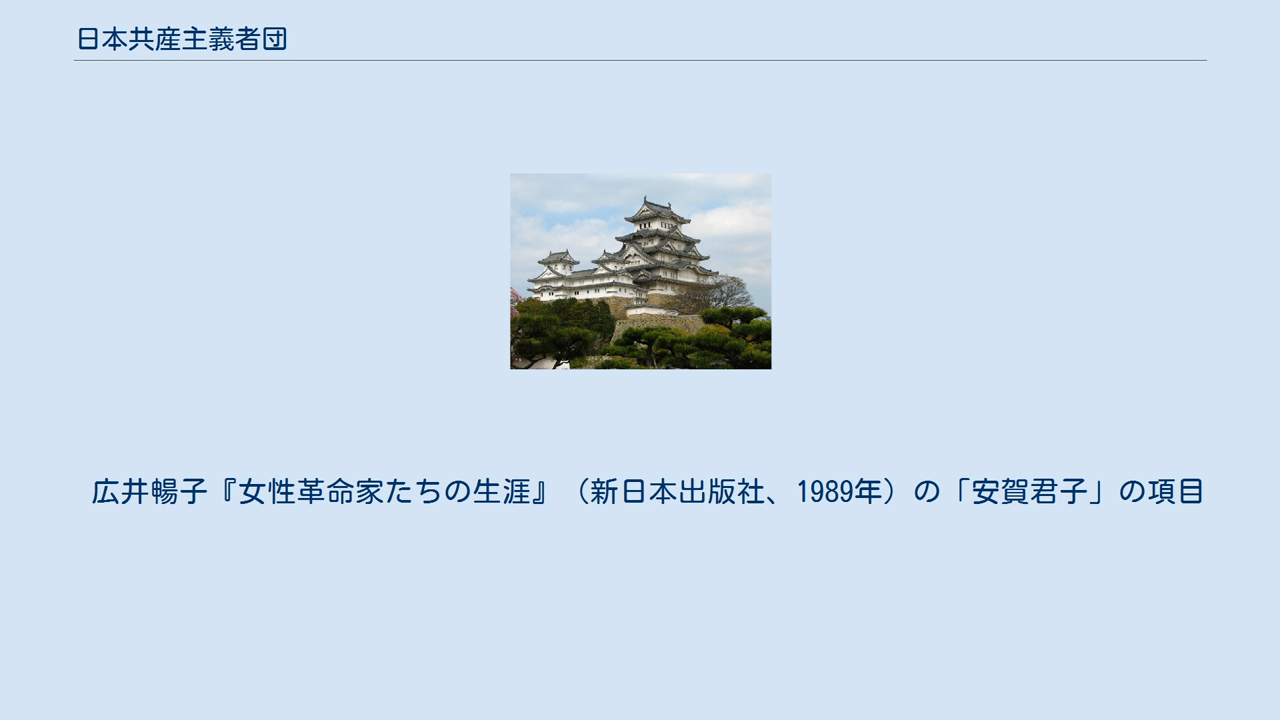 日本共産主義者団
広井暢子『女性革命家たちの生涯』（新日本出版社、1989年）の「安賀君子」の項目